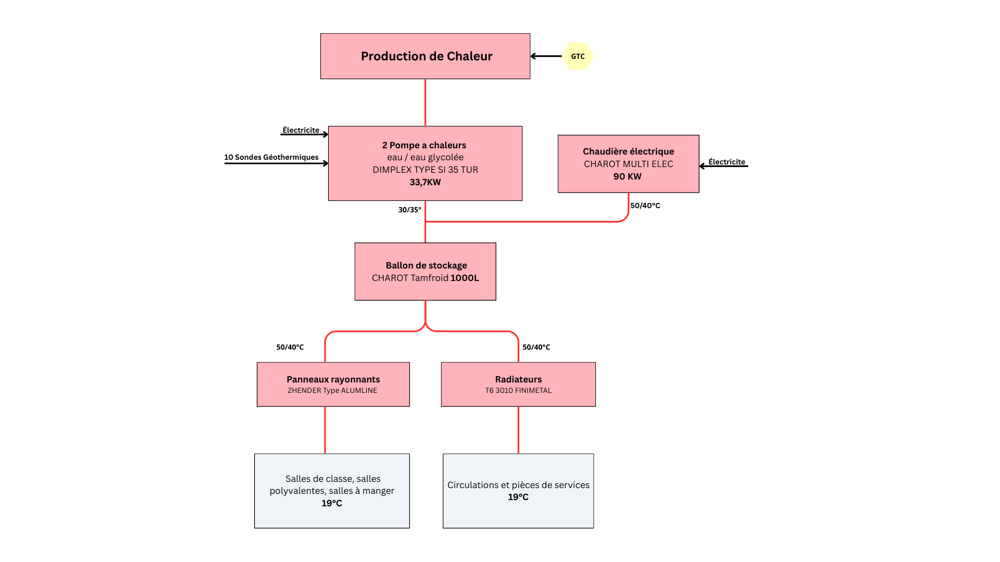 Production de Chaleur
GTC
Électricite
10 Sondes Géothermiques
2 Pompe a chaleurs
eau / eau glycolée
DIMPLEX TYPE SI 35 TUR
33,7KW
Chaudière électrique
CHAROT MULTI ELEC
90 KW
Électricite
30/35°
50/40°C
Ballon de stockage
CHAROT Tamfroid 1000L
50/40°C
50/40°C
Panneaux rayonnants
ZHENDER Type ALUMLINE
Radiateurs
T6 3010 FINIMETAL
Salles de classe, salles
polyvalentes, salles à manger
19°C
Circulations et pièces de services
19°C